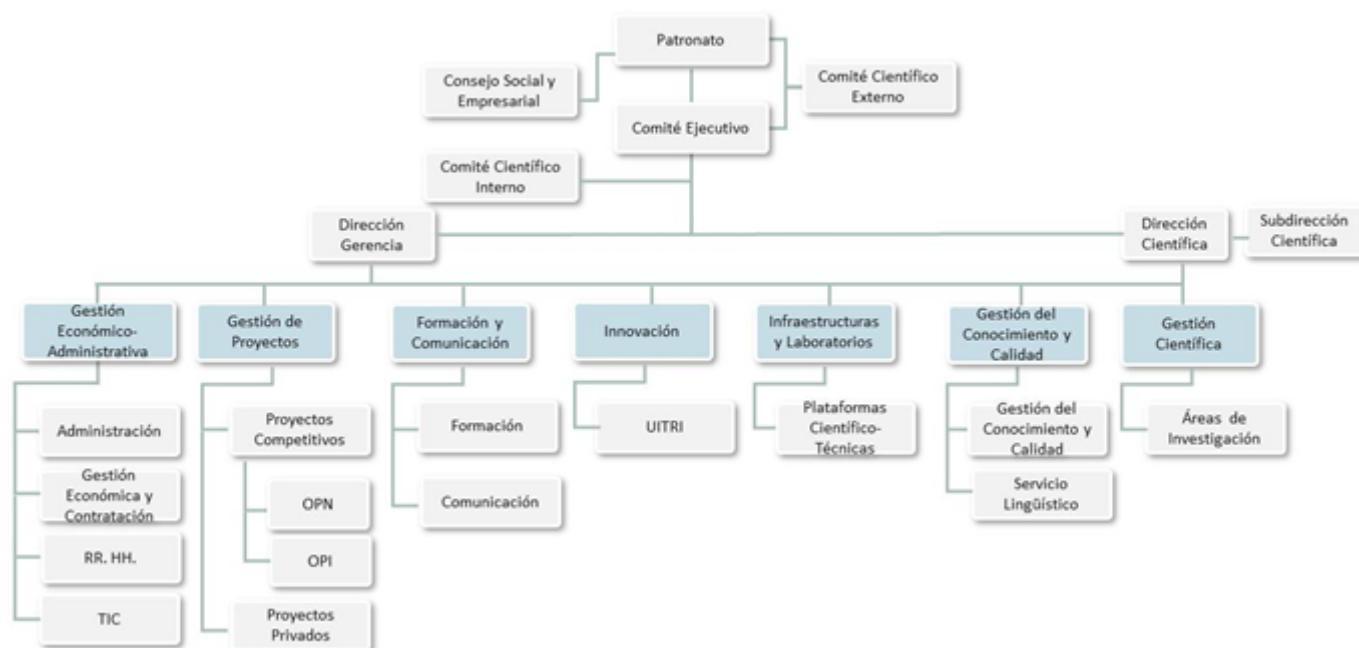 Patronato
Consejo Social y
Empresarial
Comité Científico
Externo
Comité Ejecutivo
Comité Científico
Interno
Dirección
Gerencia
Dirección
Científica
Subdirección
Científica
Gestión
Económico-
Administrativa
Gestión de
Proyectos
Formación y
Comunicación
Innovación
Infraestructuras
y Laboratorios
Gestión del
Conocimiento y
Calidad
Gestión
Científica
Administración
Gestión
Económica y
Contratación
RR. HH.
TIC
Proyectos
Competitivos
OPN
OPI
Proyectos
Privados
Formación
Comunicación
UITRI
Plataformas
Científico-
Técnicas
Gestión del
Conocimiento y
Calidad
Servicio
Lingüístico
Áreas de
Investigación